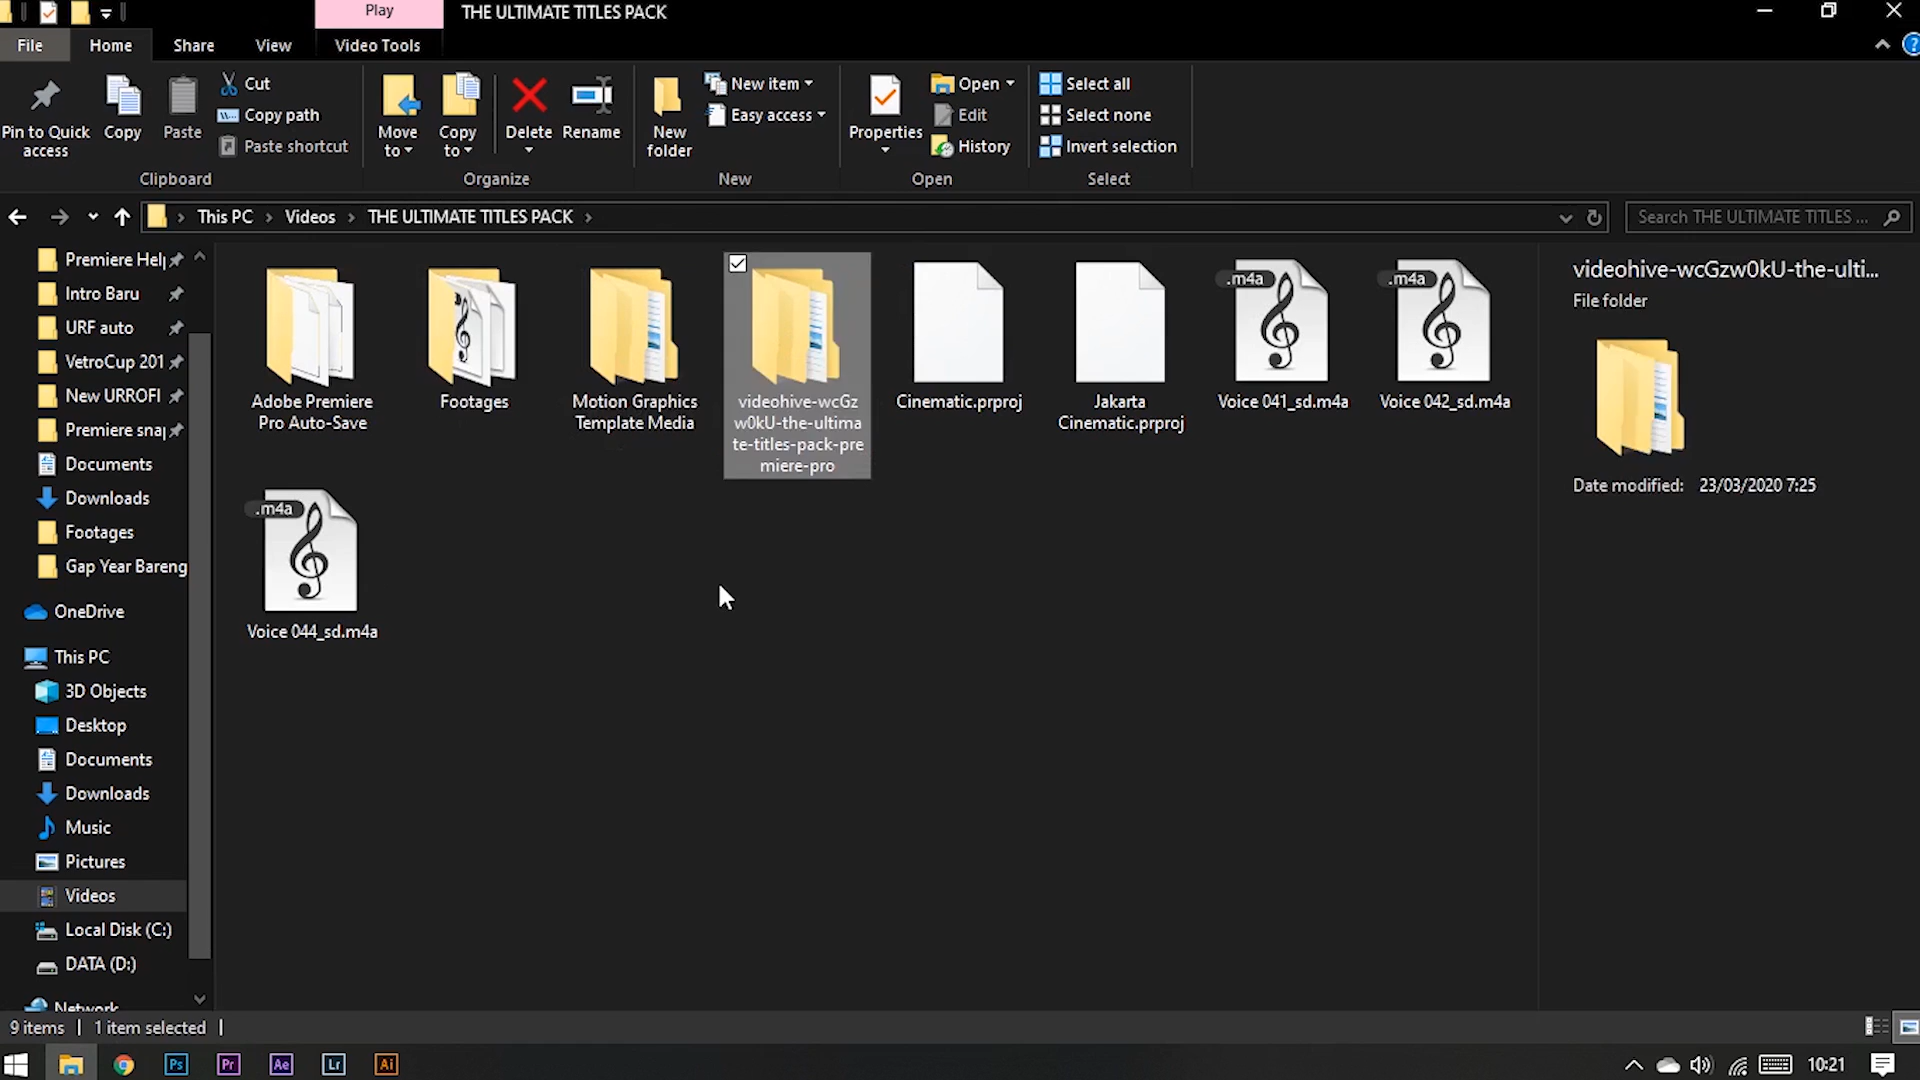 Play
THE ULTIMATE TITLES PACK
File
Home
Share
View
Video Tools
Pin to Quick
access
Copy
Paste
Cut
Copy path
Paste shortcut
Clipboard
Move
to
Copy
to
Delete
Rename
Organize
New
folder
New item
Easy access
New
Properties
Open
Edit
History
Open
Select all
Select none
Invert selection
Select
This PC
Videos
THE ULTIMATE TITLES PACK
Search THE ULTIMATE TITLES ...
Premiere Help
Intro Baru
URF auto
VetroCup 201
New URROFI
Premiere snap
Documents
Downloads
Footages
Gap Year Bareng
OneDrive
This PC
3D Objects
Desktop
Documents
Downloads
Music
Pictures
Videos
Local Disk (C:)
DATA (D:)
Network
Adobe Premiere
Pro Auto-Save
Footages
Motion Graphics
Template Media
videohive-wcGz
w0kU-the-ultima
te-titles-pack-pre
miere-pro
Cinematic.prproj
Jakarta
Cinematic.prproj
.m4a
Voice 041_sd.m4a
.m4a
Voice 042_sd.m4a
.m4a
Voice 044_sd.m4a
videohive-wcGzw0kU-the-ulti...
File folder
Date modified: 23/03/2020 7:25
9 items
1 item selected
Ps
Pr
Ae
Lr
Ai
10:21